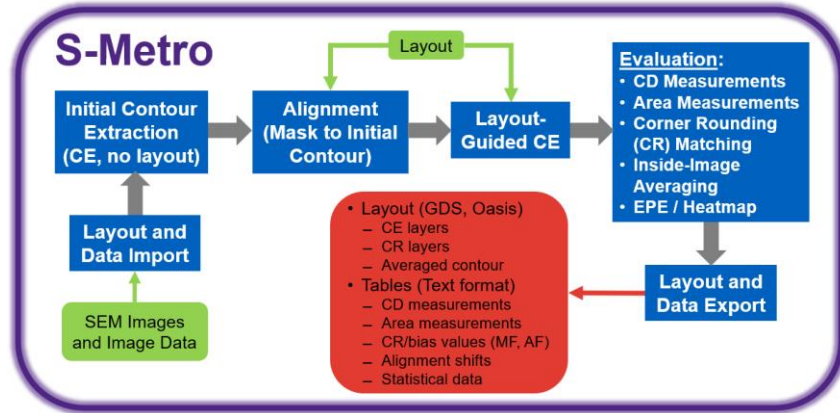 S-Metro
Layout
Initial Contour
Extraction
(CE, no layout)
Alignment
(Mask to Initial
Contour)
Layout-
Guided CE
Evaluation:
• CD Measurements
• Area Measurements
• Corner Rounding
(CR) Matching
• Inside-Image
Averaging
• EPE / Heatmap
Layout and
Data Import
SEM Images
and Image Data
• Layout (GDS, Oasis)
– CE layers
– CR layers
– Averaged contour
• Tables (Text format)
– CD measurements
– Area measurements
– CR/bias values (MF, AF)
– Alignment shifts
– Statistical data
Layout and
Data Export